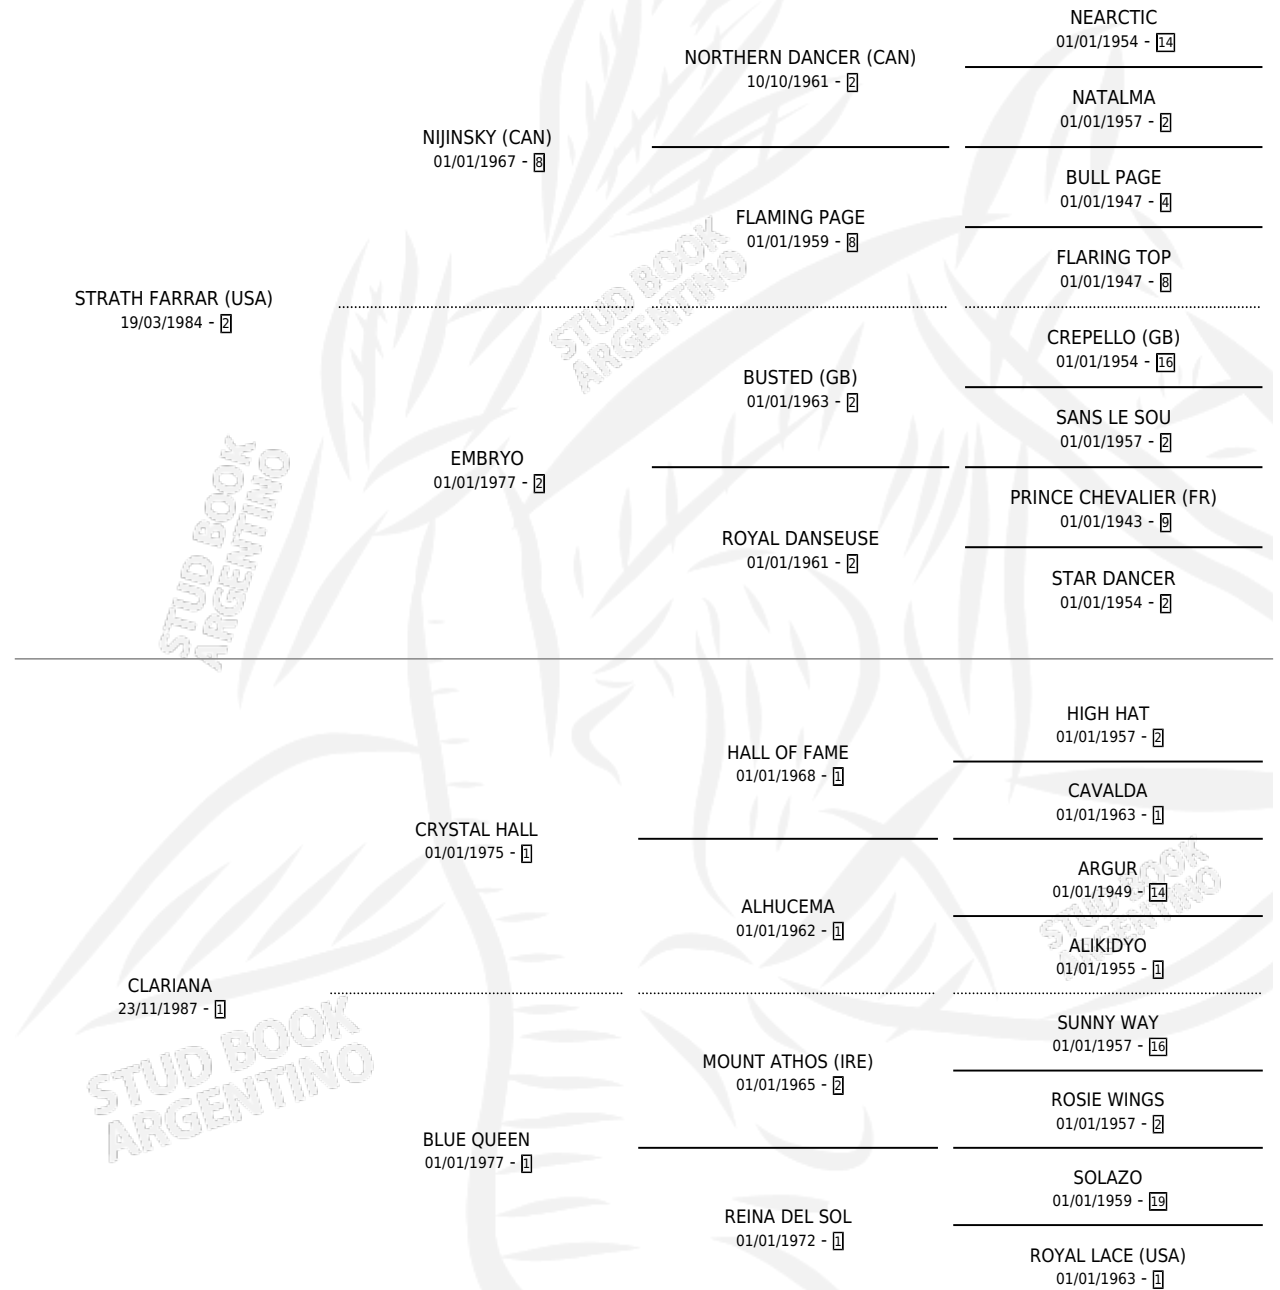 NEARCTIC
01/01/1954 - 14
NORTHERN DANCER (CAN)
10/10/1961 - 2
NATALMA
01/01/1957 - 2
NIJINSKY (CAN)
01/01/1967 - 8
BULL PAGE
01/01/1947 - 4
FLAMING PAGE
01/01/1959 - 8
FLARING TOP
01/01/1947 - 8
STRATH FARRAR (USA)
19/03/1984 - 2
STUD BOOK
ARGENTINO
CREPELLO (GB)
01/01/1954 - 16
BUSTED (GB)
01/01/1963 - 2
SANS LE SOU
01/01/1957 - 2
EMBRYO
01/01/1977 - 2
STUD BOOK
ARGENTINO
PRINCE CHEVALIER (FR)
01/01/1943 - 9
ROYAL DANSEUSE
01/01/1961 - 2
STAR DANCER
01/01/1954 - 2
HIGH HAT
01/01/1957 - 2
HALL OF FAME
01/01/1968 - 1
CAVALDA
01/01/1963 - 1
CRYSTAL HALL
01/01/1975 - 1
ARGUR
01/01/1949 - 14
STUD BOOK
ARGENTINO
ALHUCEMA
01/01/1962 - 1
ALIKIDYO
01/01/1955 - 1
CLARIANA
23/11/1987 - 1
STUD BOOK
ARGENTINO
SUNNY WAY
01/01/1957 - 16
MOUNT ATHOS (IRE)
01/01/1965 - 2
ROSIE WINGS
01/01/1957 - 2
BLUE QUEEN
01/01/1977 - 1
SOLAZO
01/01/1959 - 19
REINA DEL SOL
01/01/1972 - 1
ROYAL LACE (USA)
01/01/1963 - 1